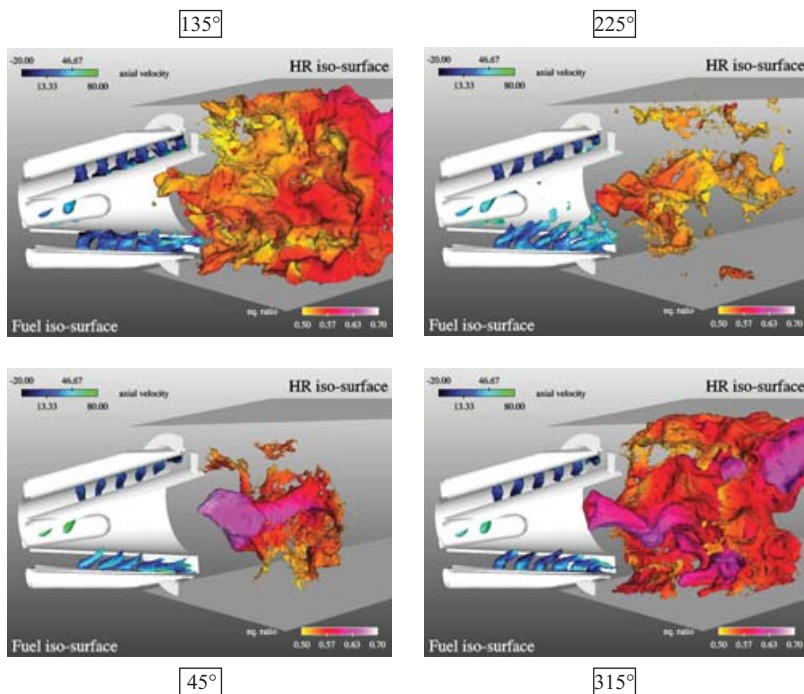 135°
-20.00 46.67
axial velocity
13.33 80.00
HR iso-surface
Fuel iso-surface
eq. ratio
0.50 0.57 0.63 0.70
225°
-20.00 46.67
axial velocity
13.33 80.00
HR iso-surface
Fuel iso-surface
eq. ratio
0.50 0.57 0.63 0.70
-20.00 46.67
axial velocity
13.33 80.00
HR iso-surface
Fuel iso-surface
eq. ratio
0.50 0.57 0.63 0.70
45°
-20.00 46.67
axial velocity
13.33 80.00
HR iso-surface
Fuel iso-surface
eq. ratio
0.50 0.57 0.63 0.70
315°